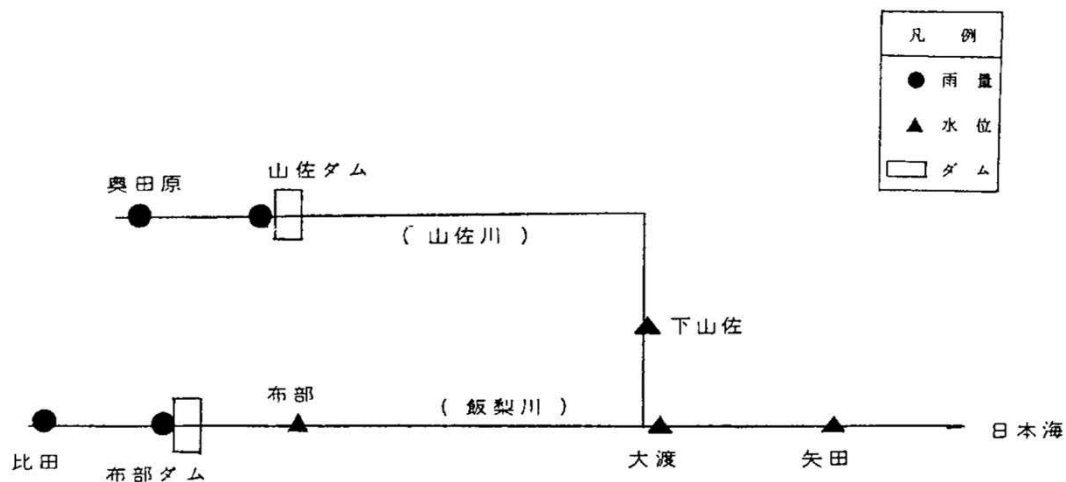 凡例
雨量
水位
ダム
奥田原
山佐ダム
(山佐川)
下山佐
布部
(飯梨川)
日本海
比田
布部ダム
大渡
矢田